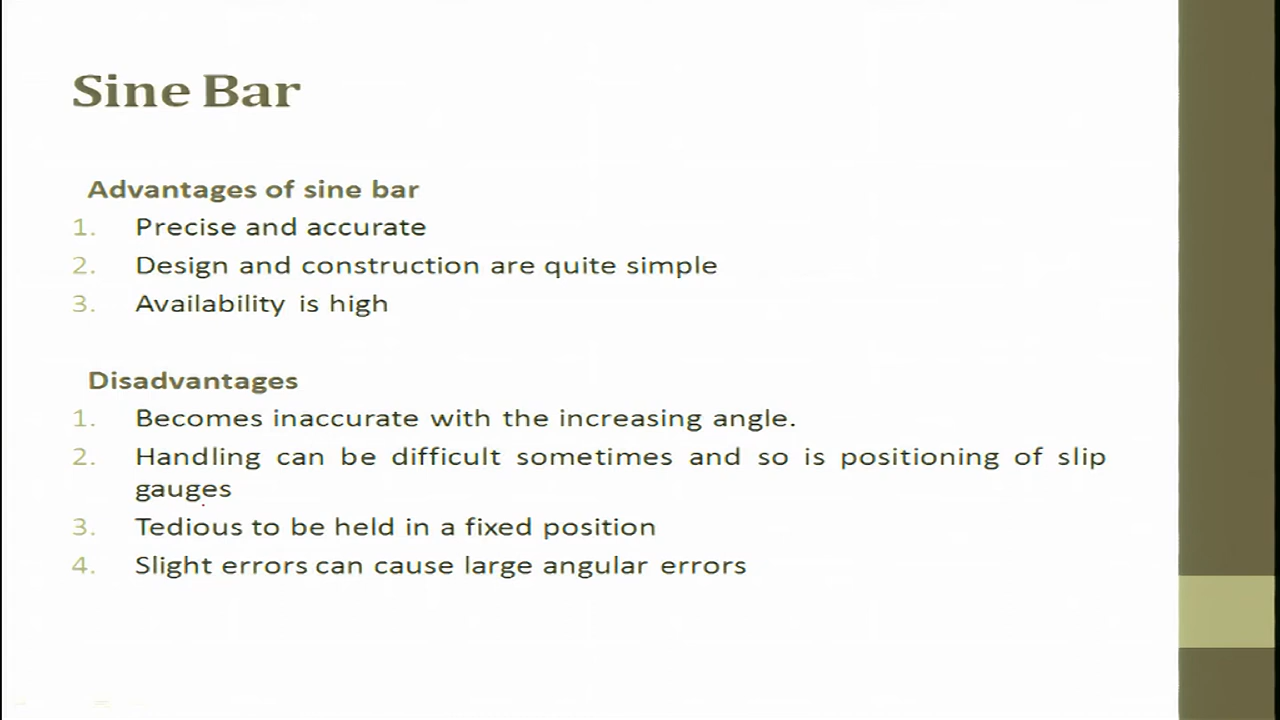 Sine Bar
Advantages of sine bar
1. Precise and accurate
2. Design and construction are quite simple
3. Availability is high
Disadvantages
1. Becomes inaccurate with the increasing angle.
2. Handling can be difficult sometimes and so is positioning of slip
gauges
3. Tedious to be held in a fixed position
4. Slight errors can cause large angular errors